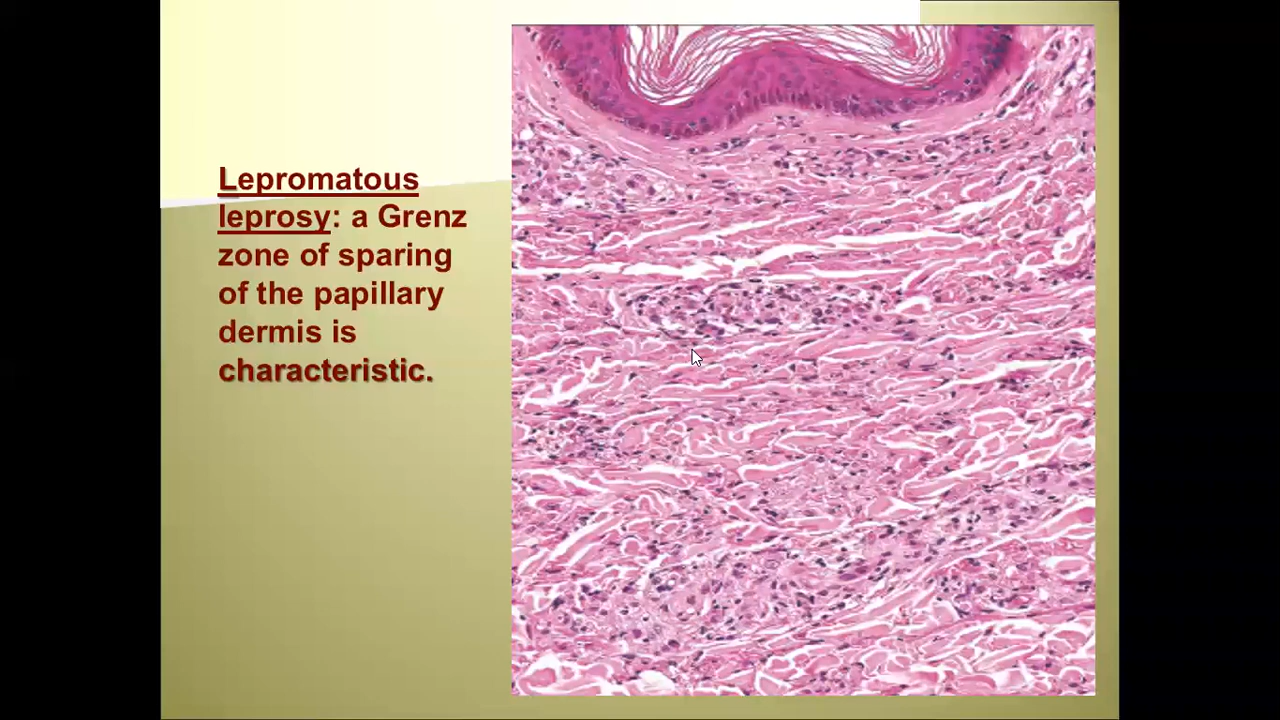 Lepromatous
leprosy: a Grenz
zone of sparing
of the papillary
dermis is
characteristic.